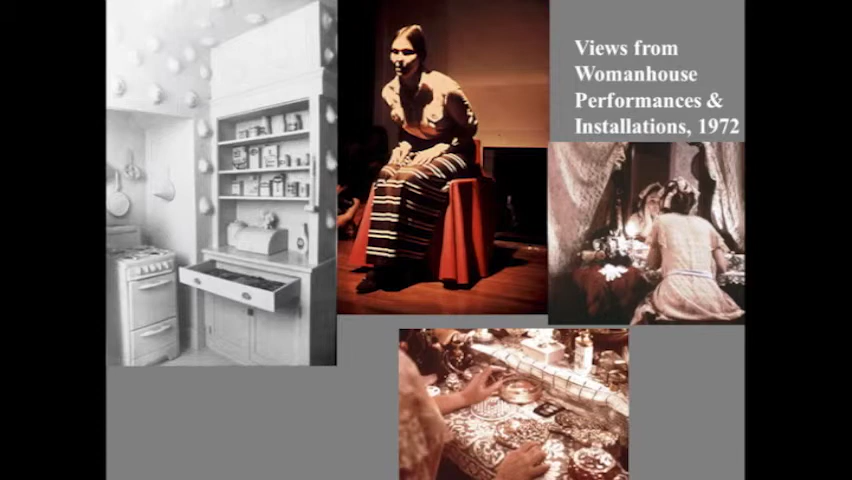 Views from
Womanhouse
Performances &
Installations, 1972